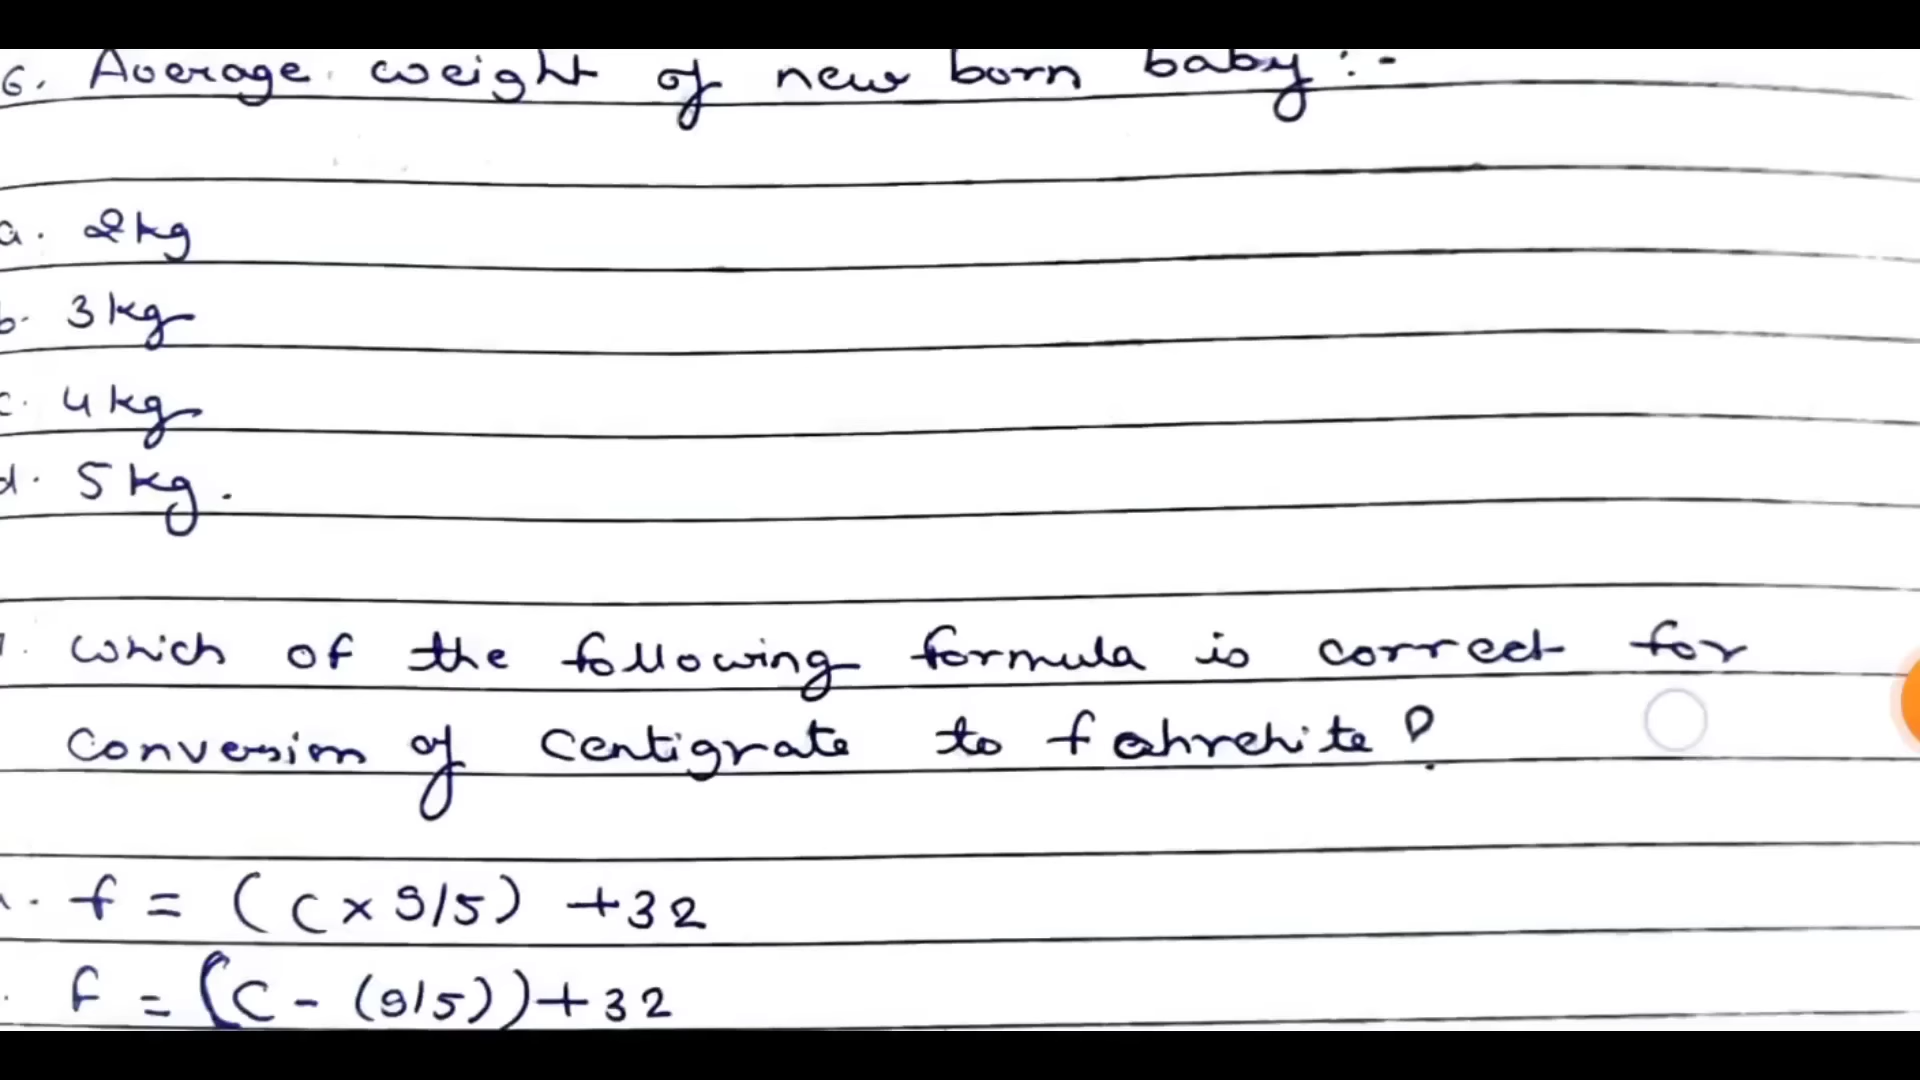 6. Average weight of new born baby :-
a. 2kg
b. 3kg
c. 4kg
d. 5kg.
which of the following formula is correct for
conversion of centigrate to fahrehite ?
f = (C x 9/5) +32
F = (C - (9/5)) +32